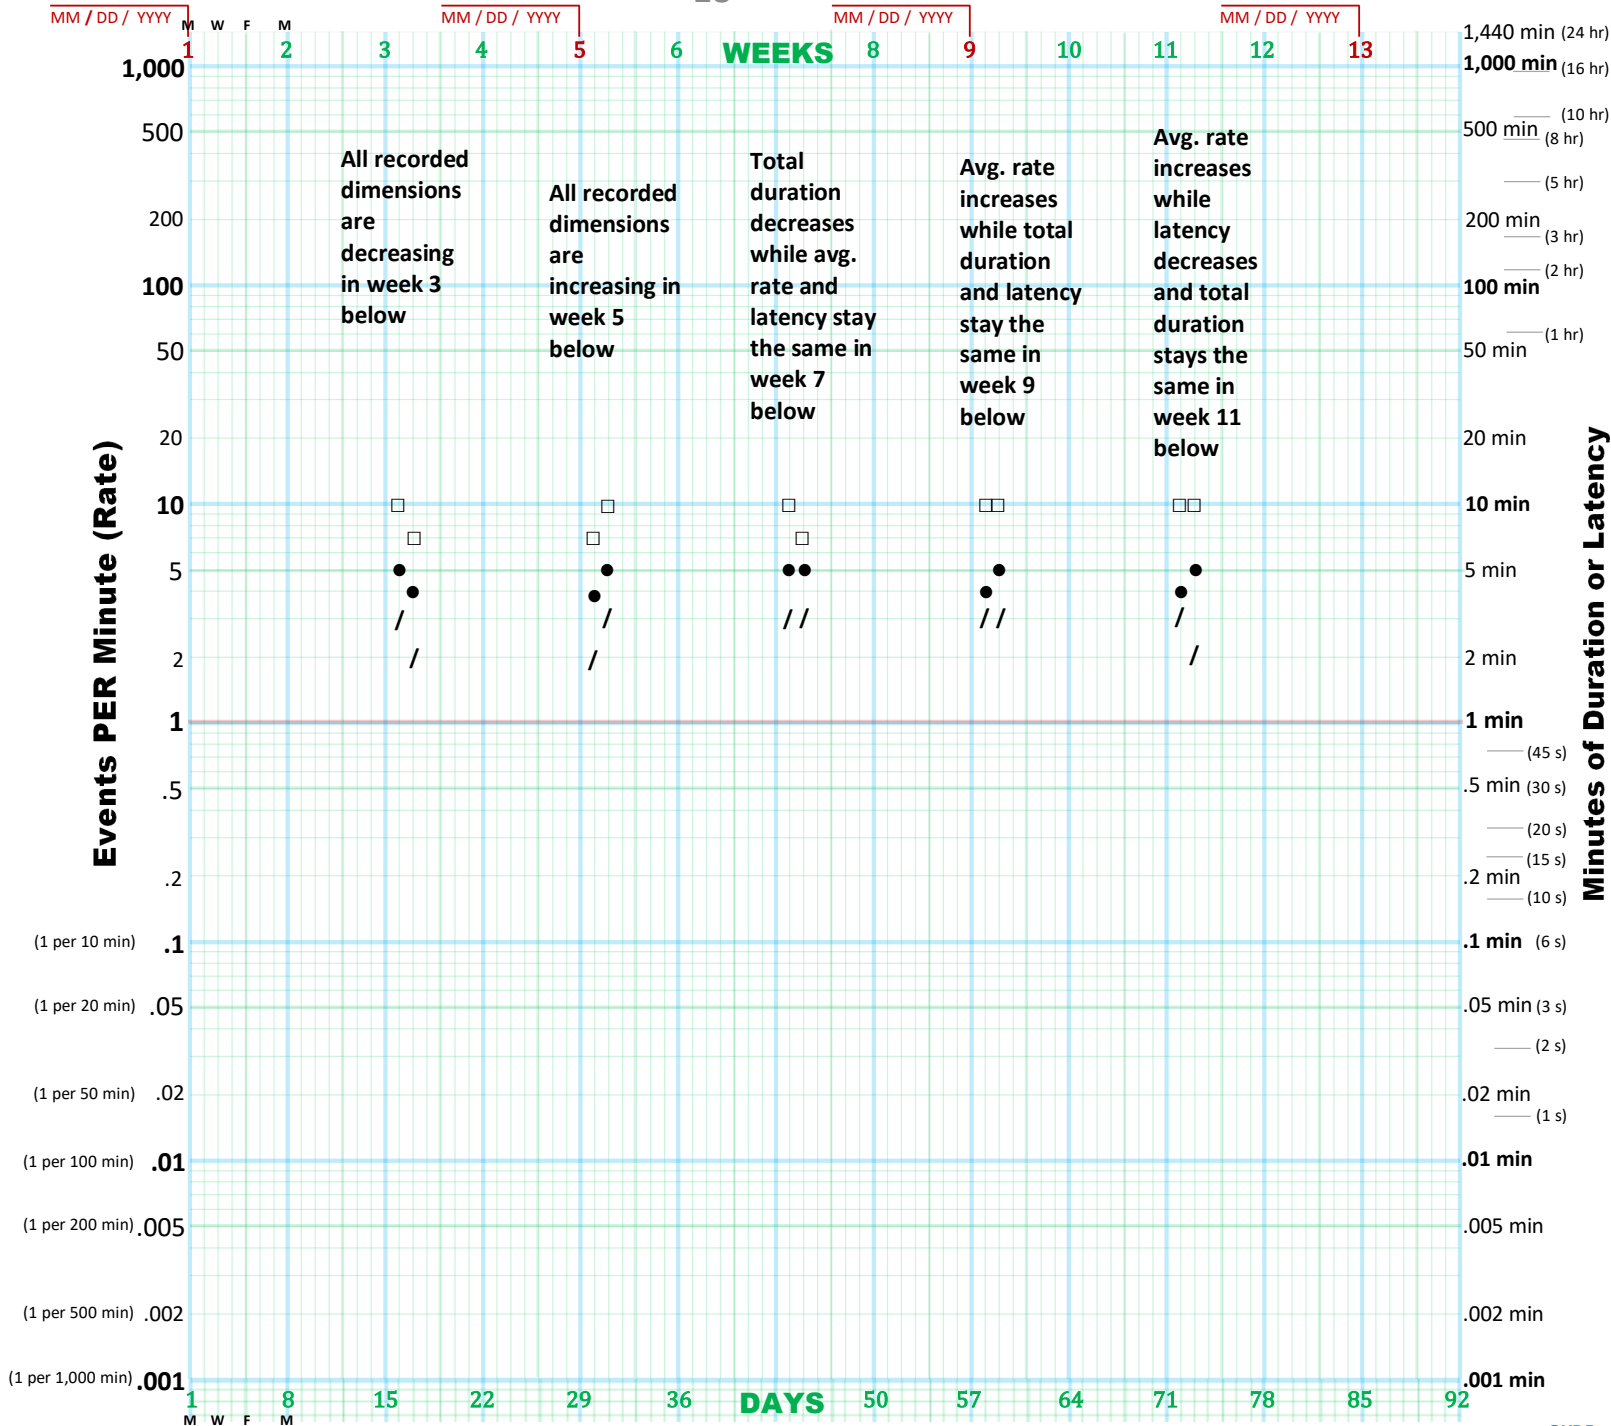 MM / DD / YYYY MM / DD / YYYY MM / DD / YYYY MM / DD / YYYY
M W F M
1 2 3 4 5 6 WEEKS 8 9 10 11 12 13
1,440 min (24 hr)
1,000 1,000 min (16 hr)
(10 hr)
500 500 min (8 hr)
(5 hr)
200 200 min (3 hr)
(2 hr)
100 100 min
(1 hr)
50 50 min
20 20 min
10 10 min
5 5 min
2 2 min
1 1 min
(45 s)
.5 .5 min (30 s)
(20 s)
(15 s)
.2 .2 min
(10 s)
(1 per 10 min) .1 .1 min (6 s)
(1 per 20 min) .05 .05 min (3 s)
(2 s)
(1 per 50 min) .02 .02 min
(1 s)
(1 per 100 min) .01 .01 min
(1 per 200 min) .005 .005 min
(1 per 500 min) .002 .002 min
(1 per 1,000 min) .001 .001 min
All recorded
dimensions
are
decreasing
in week 3
below
All recorded
dimensions
are
increasing in
week 5
below
Total
duration
decreases
while avg.
rate and
latency stay
the same in
week 7
below
Avg. rate
increases
while total
duration
and latency
stay the
same in
week 9
below
Avg. rate
increases
while
latency
decreases
and total
duration
stays the
same in
week 11
below
Events PER Minute (Rate)
Minutes of Duration or Latency
1 8 15 22 29 36 DAYS 50 57 64 71 78 85 92
M W F M